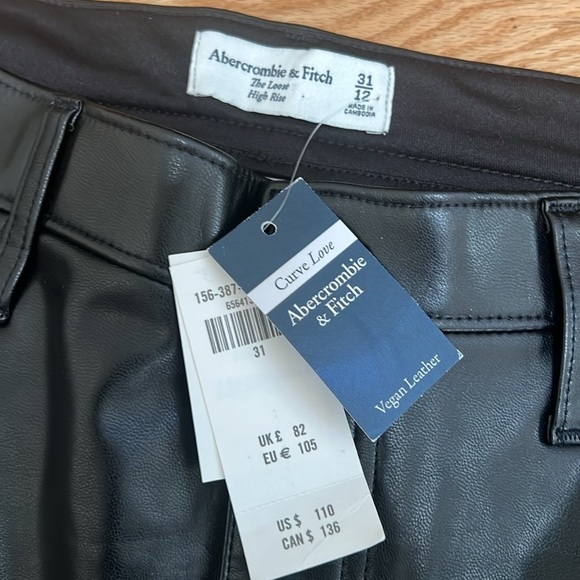 Abercrombie & Fitch
The Loose
High Rise
31
12
MADE IN
CAMBODIA
Curve Love
Abercrombie
& Fitch
Vegan Leather
156-387-
31
UK £ 82
EU € 105
US $ 110
CAN $ 136